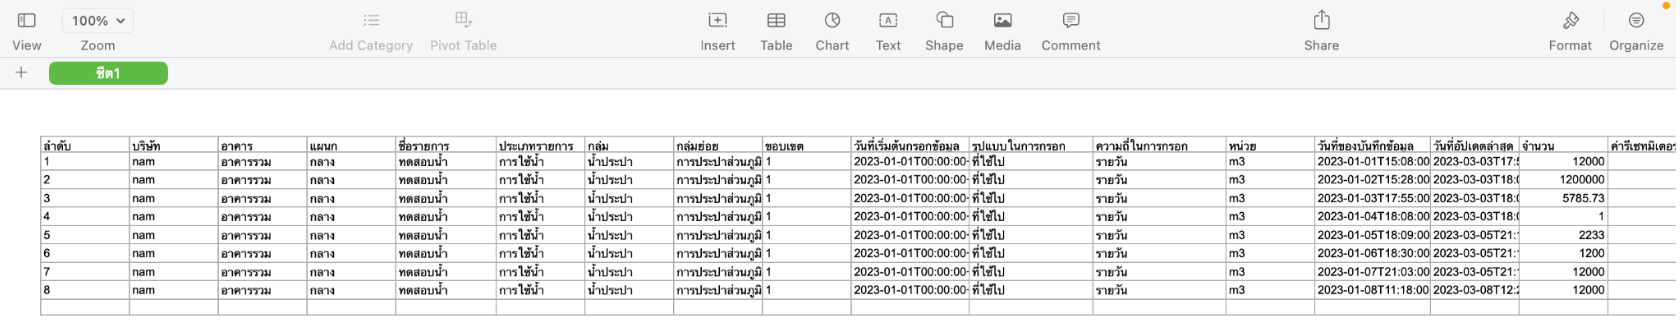 100%
View Zoom Add Category Pivot Table Insert Table Chart Text Shape Media Comment Share Format Organize
ชีต1
ลำดับ บริษัท อาคาร แผนก ชื่อรายการ ประเภทรายการ กลุ่ม กลุ่มย่อย ขอบเขต วันที่เริ่มต้นกรอกข้อมูล รูปแบบในการกรอก ความถี่ในการกรอก หน่วย วันที่ของบันทึกข้อมูล วันที่อัปเดตล่าสุด จำนวน ค่ารีเซทมิเตอร
1 nam อาคารรวม กลาง ทดสอบน้ำ การใช้น้ำ น้ำประปา การประปาส่วนภูมิ 1 2023-01-01T00:00:00- ที่ใช้ไป รายวัน m3 2023-01-01T15:08:00 2023-03-03T17:5 12000
2 nam อาคารรวม กลาง ทดสอบน้ำ การใช้น้ำ น้ำประปา การประปาส่วนภูมิ 1 2023-01-01T00:00:00- ที่ใช้ไป รายวัน m3 2023-01-02T15:28:00 2023-03-03T18:0 1200000
3 nam อาคารรวม กลาง ทดสอบน้ำ การใช้น้ำ น้ำประปา การประปาส่วนภูมิ 1 2023-01-01T00:00:00- ที่ใช้ไป รายวัน m3 2023-01-03T17:55:00 2023-03-03T18:0 5785.73
4 nam อาคารรวม กลาง ทดสอบน้ำ การใช้น้ำ น้ำประปา การประปาส่วนภูมิ 1 2023-01-01T00:00:00- ที่ใช้ไป รายวัน m3 2023-01-04T18:08:00 2023-03-03T18:0 1
5 nam อาคารรวม กลาง ทดสอบน้ำ การใช้น้ำ น้ำประปา การประปาส่วนภูมิ 1 2023-01-01T00:00:00- ที่ใช้ไป รายวัน m3 2023-01-05T18:09:00 2023-03-05T21: 2233
6 nam อาคารรวม กลาง ทดสอบน้ำ การใช้น้ำ น้ำประปา การประปาส่วนภูมิ 1 2023-01-01T00:00:00- ที่ใช้ไป รายวัน m3 2023-01-06T18:30:00 2023-03-05T21: 1200
7 nam อาคารรวม กลาง ทดสอบน้ำ การใช้น้ำ น้ำประปา การประปาส่วนภูมิ 1 2023-01-01T00:00:00- ที่ใช้ไป รายวัน m3 2023-01-07T21:03:00 2023-03-05T21: 12000
8 nam อาคารรวม กลาง ทดสอบน้ำ การใช้น้ำ น้ำประปา การประปาส่วนภูมิ 1 2023-01-01T00:00:00- ที่ใช้ไป รายวัน m3 2023-01-08T11:18:00 2023-03-08T12:2 12000